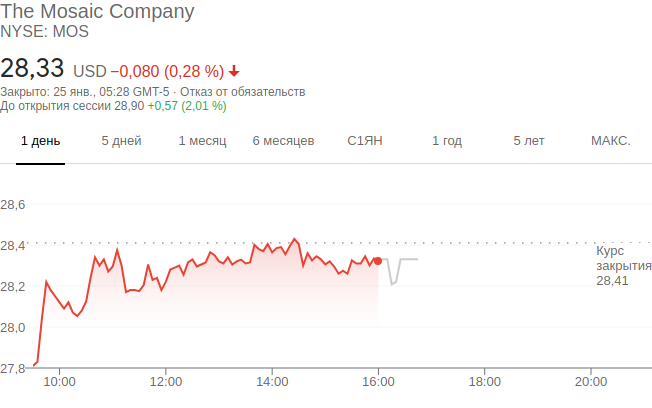 The Mosaic Company
NYSE: MOS
28,33 USD −0,080 (0,28 %)
Закрыто: 25 янв., 05:28 GMT-5 · Отказ от обязательств
До открытия сессии 28,90 +0,57 (2,01 %)
1 день 5 дней 1 месяц 6 месяцев С1ЯН 1 год 5 лет МАКС.
28,6
28,4
Курс
закрытия
28,41
28,2
28,0
27,8
10:00 12:00 14:00 16:00 18:00 20:00